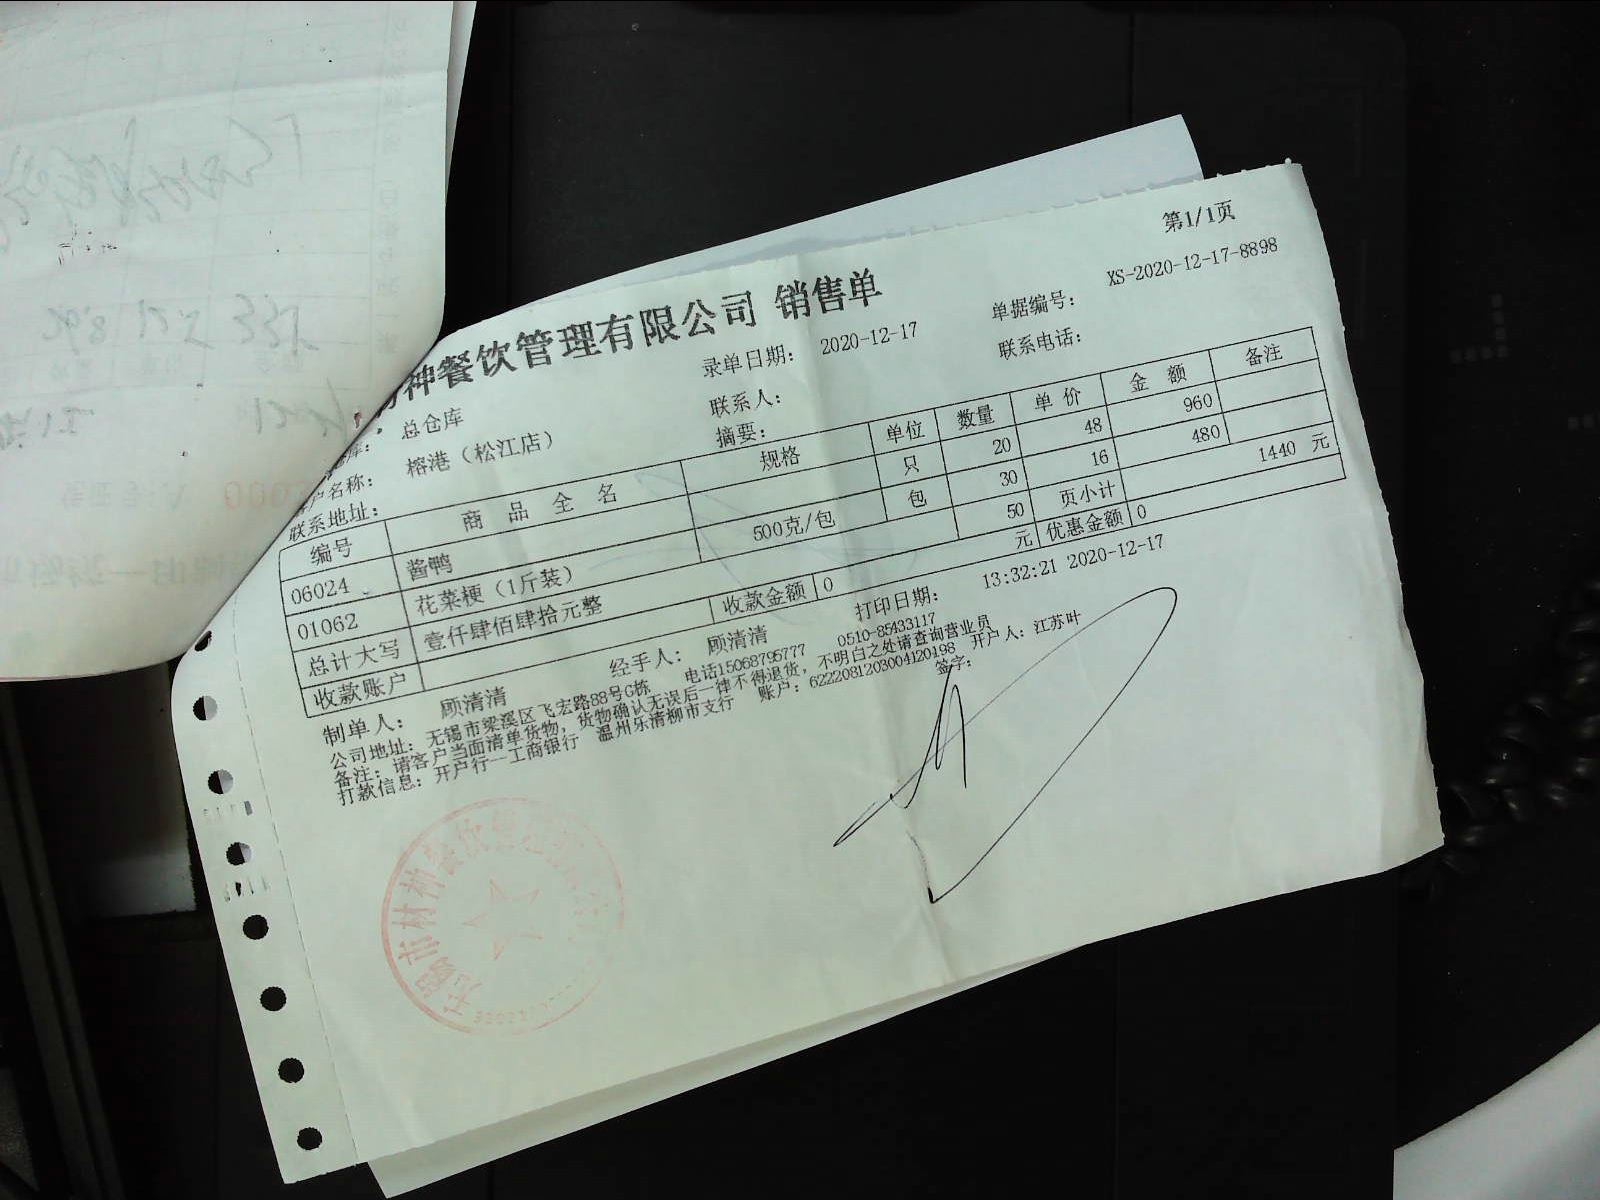 第1/1页
神餐饮管理有限公司 销售单
录单日期： 2020-12-17 单据编号： XS-2020-12-17-8898
总仓库 联系人： 联系电话：
户名称： 榕港（松江店） 摘要：
联系地址：
编号 商 品 全 名 规格 单位 数量 单 价 金 额 备注
06024 酱鸭 只 20 48 960
01062 花菜梗（1斤装） 500克/包 包 30 16 480
总计大写 壹仟肆佰肆拾元整 50 页小计 1440 元
收款账户 收款金额 0 元 优惠金额 0
制单人： 顾清清 经手人： 顾清清 打印日期： 13:32:21 2020-12-17
公司地址：无锡市梁溪区飞宏路88号G栋 电话15068795777 0510-85433117
备注：请客户当面清单货物，货物确认无误后一律不得退货，不明白之处请查询营业员
打款信息：开户行一工商银行 温州乐清柳市支行 账户：6222081203004120198 开户人：江苏叶
签字：